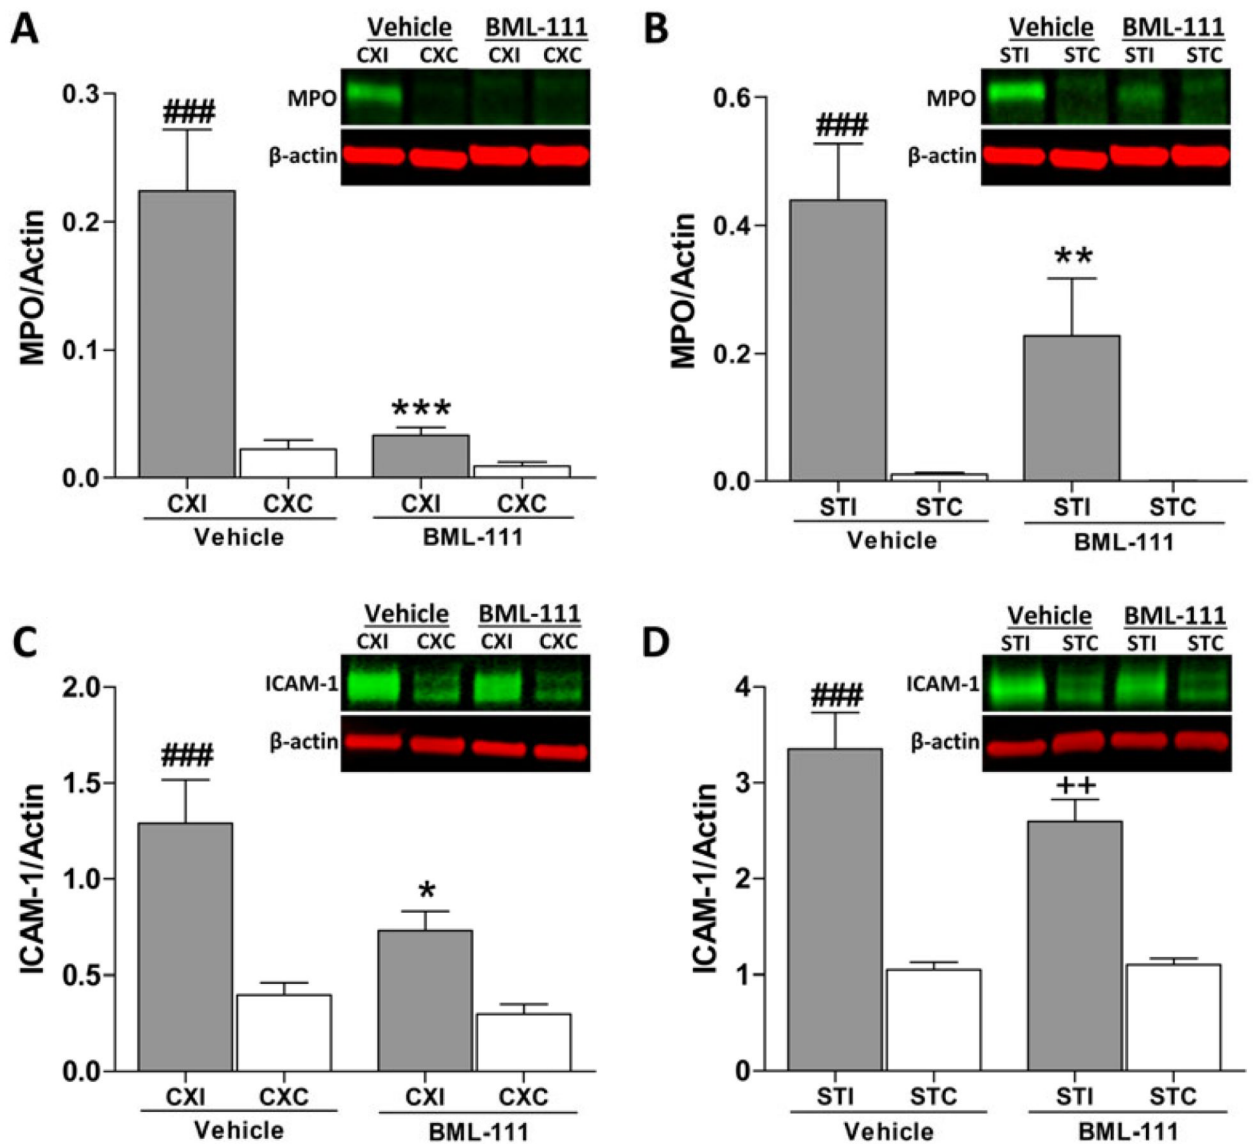 A
Vehicle BML-111
CXI CXC CXI CXC
MPO
β-actin
0.3
0.2
0.1
0.0
MPO/Actin
###
***
CXI CXC CXI CXC
Vehicle BML-111
B
Vehicle BML-111
STI STC STI STC
MPO
β-actin
0.6
0.4
0.2
0.0
MPO/Actin
###
**
STI STC STI STC
Vehicle BML-111
C
Vehicle BML-111
CXI CXC CXI CXC
ICAM-1
β-actin
2.0
1.5
1.0
0.5
0.0
ICAM-1/Actin
###
*
CXI CXC CXI CXC
Vehicle BML-111
D
Vehicle BML-111
STI STC STI STC
ICAM-1
β-actin
4
3
2
1
0
ICAM-1/Actin
###
++
STI STC STI STC
Vehicle BML-111